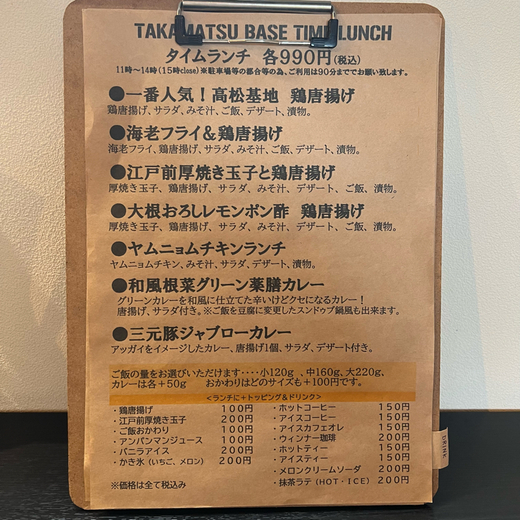 TAKAMATSU BASE TIME LUNCH
タイムランチ 各990円(税込)
11時〜14時(15時close)※駐車場等の都合等の為、ご利用は90分まででお願い致します。
●一番人気!高松基地 鶏唐揚げ
鶏唐揚げ、サラダ、みそ汁、ご飯、デザート、漬物。
●海老フライ&鶏唐揚げ
海老フライ、鶏唐揚げ、サラダ、みそ汁、ご飯、デザート、漬物。
●江戸前厚焼き玉子と鶏唐揚げ
厚焼き玉子、鶏唐揚げ、サラダ、みそ汁、デザート、ご飯、漬物。
●大根おろしレモンポン酢 鶏唐揚げ
厚焼き玉子、鶏唐揚げ、サラダ、みそ汁、デザート、ご飯、漬物。
●ヤムニョムチキンランチ
ヤムニョムチキン、みそ汁、サラダ、デザート、漬物。
●和風根菜グリーン薬膳カレー
グリーンカレーを和風に仕立てた辛いけどクセになるカレー!
唐揚げ、サラダ付き。※ご飯を豆腐に変更したスンドゥブ鍋風も出来ます。
●三元豚ジャブローカレー
アッガイをイメージしたカレー、唐揚げ1個、サラダ、デザート付き。
ご飯の量をお選びいただけます・・・・小120g 、中160g、大220g、
カレーは各+50g おかわりはどのサイズも+100円です。
<ランチに+トッピング&ドリンク>
・鶏唐揚げ 100円
・江戸前厚焼き玉子 200円
・ご飯おかわり 100円
・アンパンマンジュース 100円
・バニラアイス 200円
・かき氷(いちご、メロン) 200円
※価格は全て税込み
・ホットコーヒー 150円
・アイスコーヒー 150円
・アイスカフェオレ 150円
・ウィンナー珈琲 200円
・ホットティー 150円
・アイスティー 150円
・メロンクリームソーダ 200円
・抹茶ラテ(HOT・ICE) 200円
DRINK